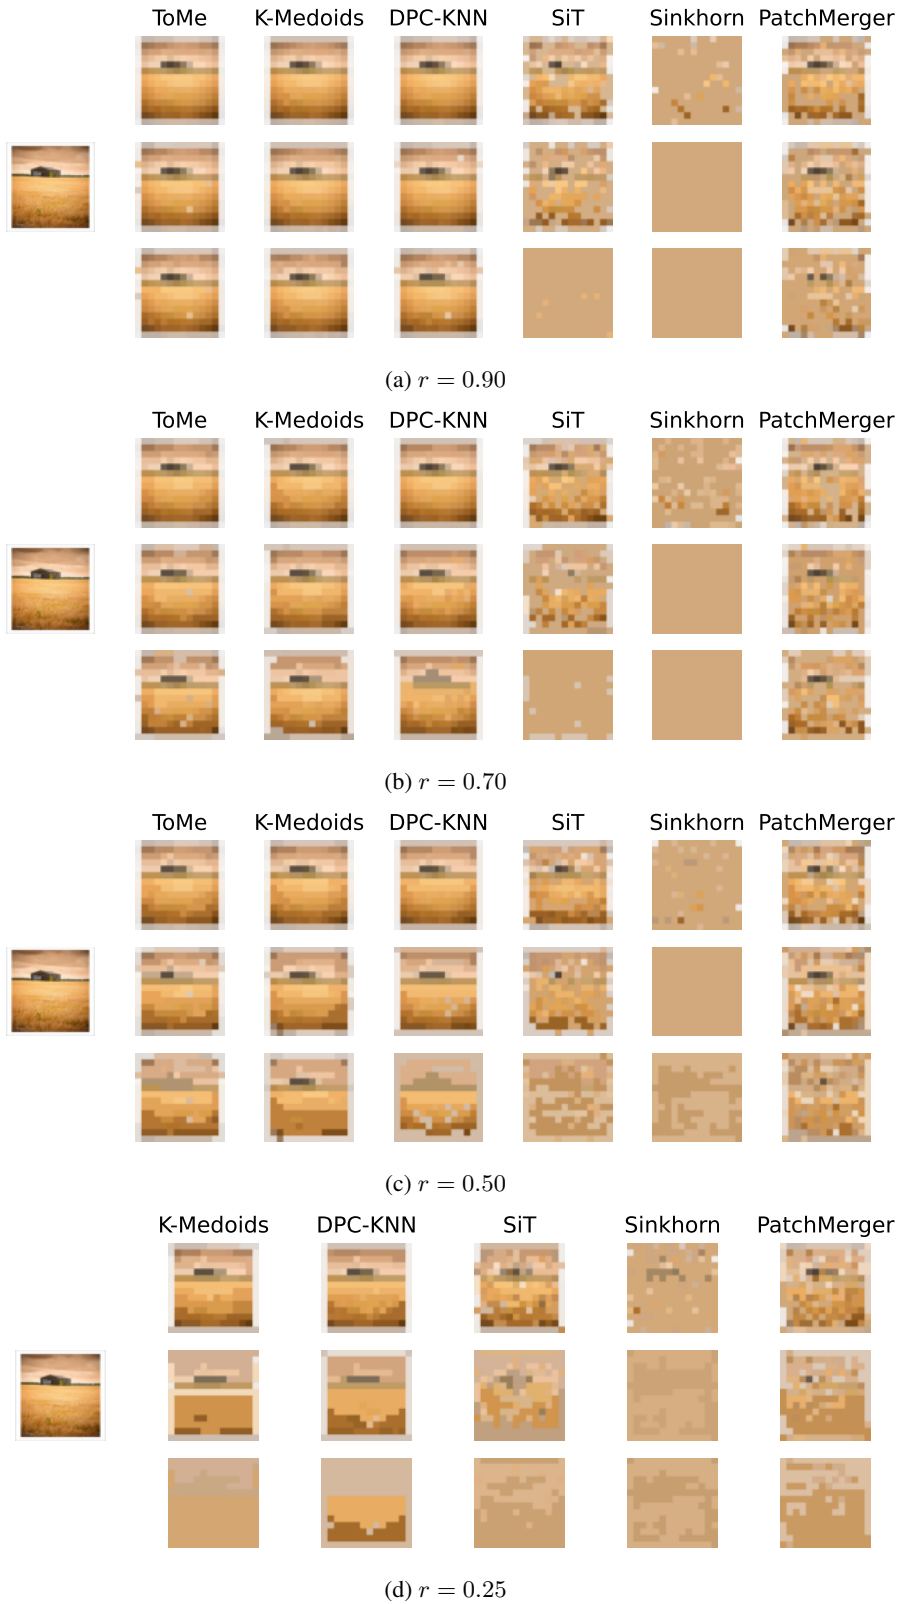 ToMe K-Medoids DPC-KNN SiT Sinkhorn PatchMerger
(a) r = 0.90
ToMe K-Medoids DPC-KNN SiT Sinkhorn PatchMerger
(b) r = 0.70
ToMe K-Medoids DPC-KNN SiT Sinkhorn PatchMerger
(c) r = 0.50
K-Medoids DPC-KNN SiT Sinkhorn PatchMerger
(d) r = 0.25